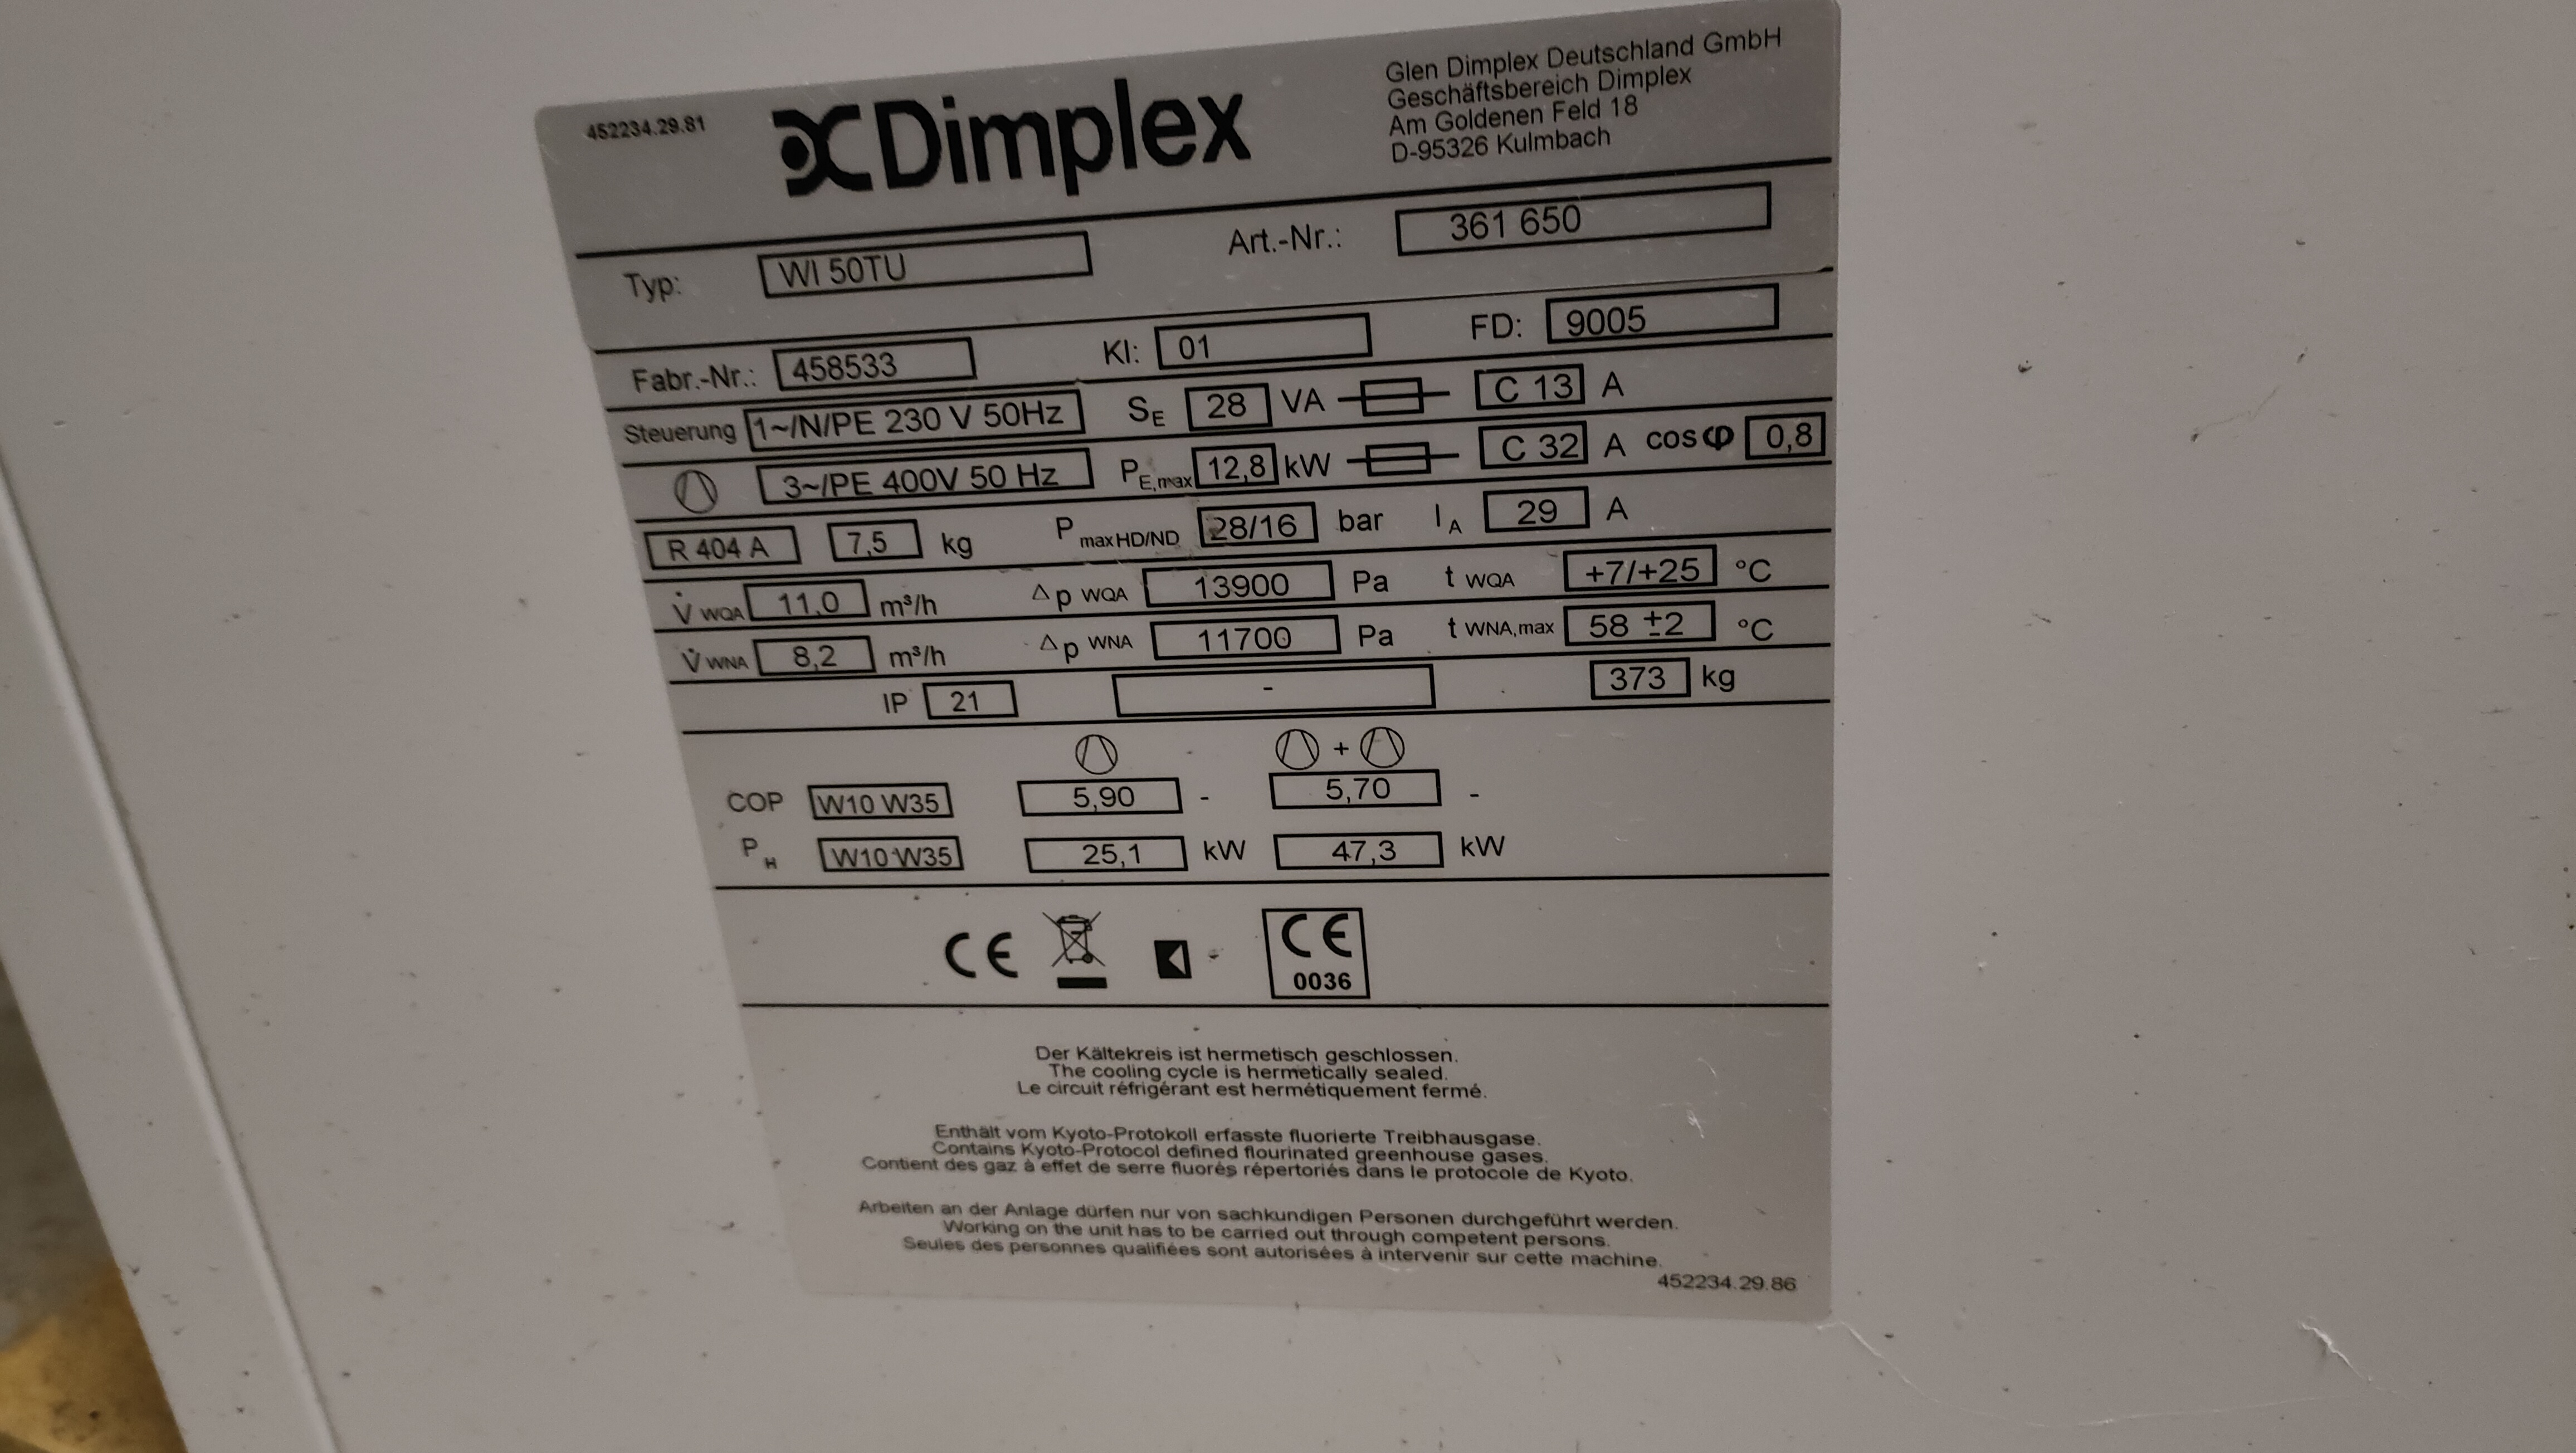 452234.29.81
Dimplex
Glen Dimplex Deutschland GmbH
Geschäftsbereich Dimplex
Am Goldenen Feld 18
D-95326 Kulmbach
Typ: WI 50TU Art.-Nr.: 361 650
Fabr.-Nr.: 458533 KI: 01 FD: 9005
Steuerung 1~/N/PE 230 V 50Hz SE 28 VA C 13 A
3~/PE 400V 50 Hz PE,max 12,8 kW C 32 A cosφ 0,8
R 404 A 7,5 kg P maxHD/ND 28/16 bar IA 29 A
V̇ WQA 11,0 m³/h Δp WQA 13900 Pa t WQA +7/+25 °C
V̇ WNA 8,2 m³/h Δp WNA 11700 Pa t WNA,max 58 ±2 °C
IP 21 - 373 kg
+
COP W10 W35 5,90 - 5,70 -
PH W10 W35 25,1 kW 47,3 kW
CE - CE
0036
Der Kältekreis ist hermetisch geschlossen.
The cooling cycle is hermetically sealed.
Le circuit réfrigérant est hermétiquement fermé.
Enthält vom Kyoto-Protokoll erfasste fluorierte Treibhausgase.
Contains Kyoto-Protocol defined flourinated greenhouse gases.
Contient des gaz à effet de serre fluorés répertoriés dans le protocole de Kyoto.
Arbeiten an der Anlage dürfen nur von sachkundigen Personen durchgeführt werden.
Working on the unit has to be carried out through competent persons.
Seules des personnes qualifiées sont autorisées à intervenir sur cette machine.
452234.29.86